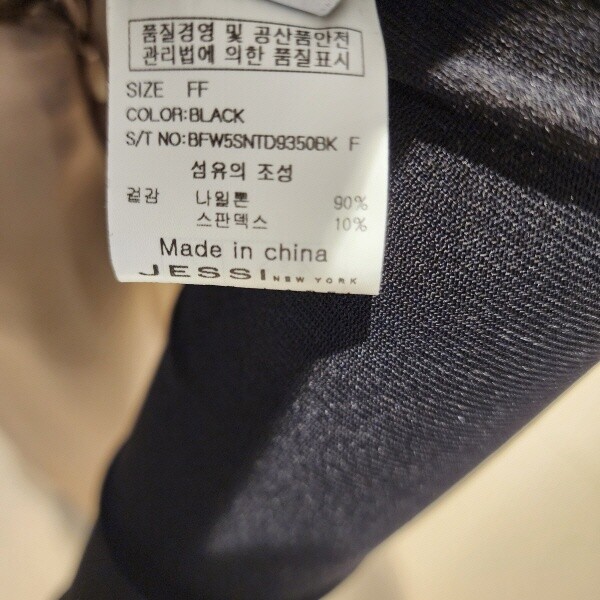 품질경영 및 공산품안전
관리법에 의한 품질표시
SIZE FF
COLOR:BLACK
S/T NO:BFW5SNTD9350BK F
섬유의 조성
겉감 나일론 90%
스판덱스 10%
Made in china
JESSI NEW YORK